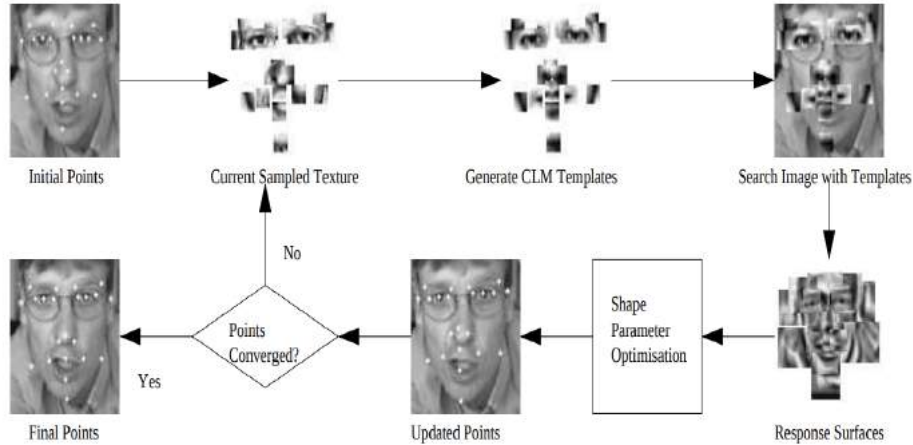 Initial Points
Current Sampled Texture
Generate CLM Templates
Search Image with Templates
No
Points
Converged?
Yes
Shape
Parameter
Optimisation
Final Points
Updated Points
Response Surfaces